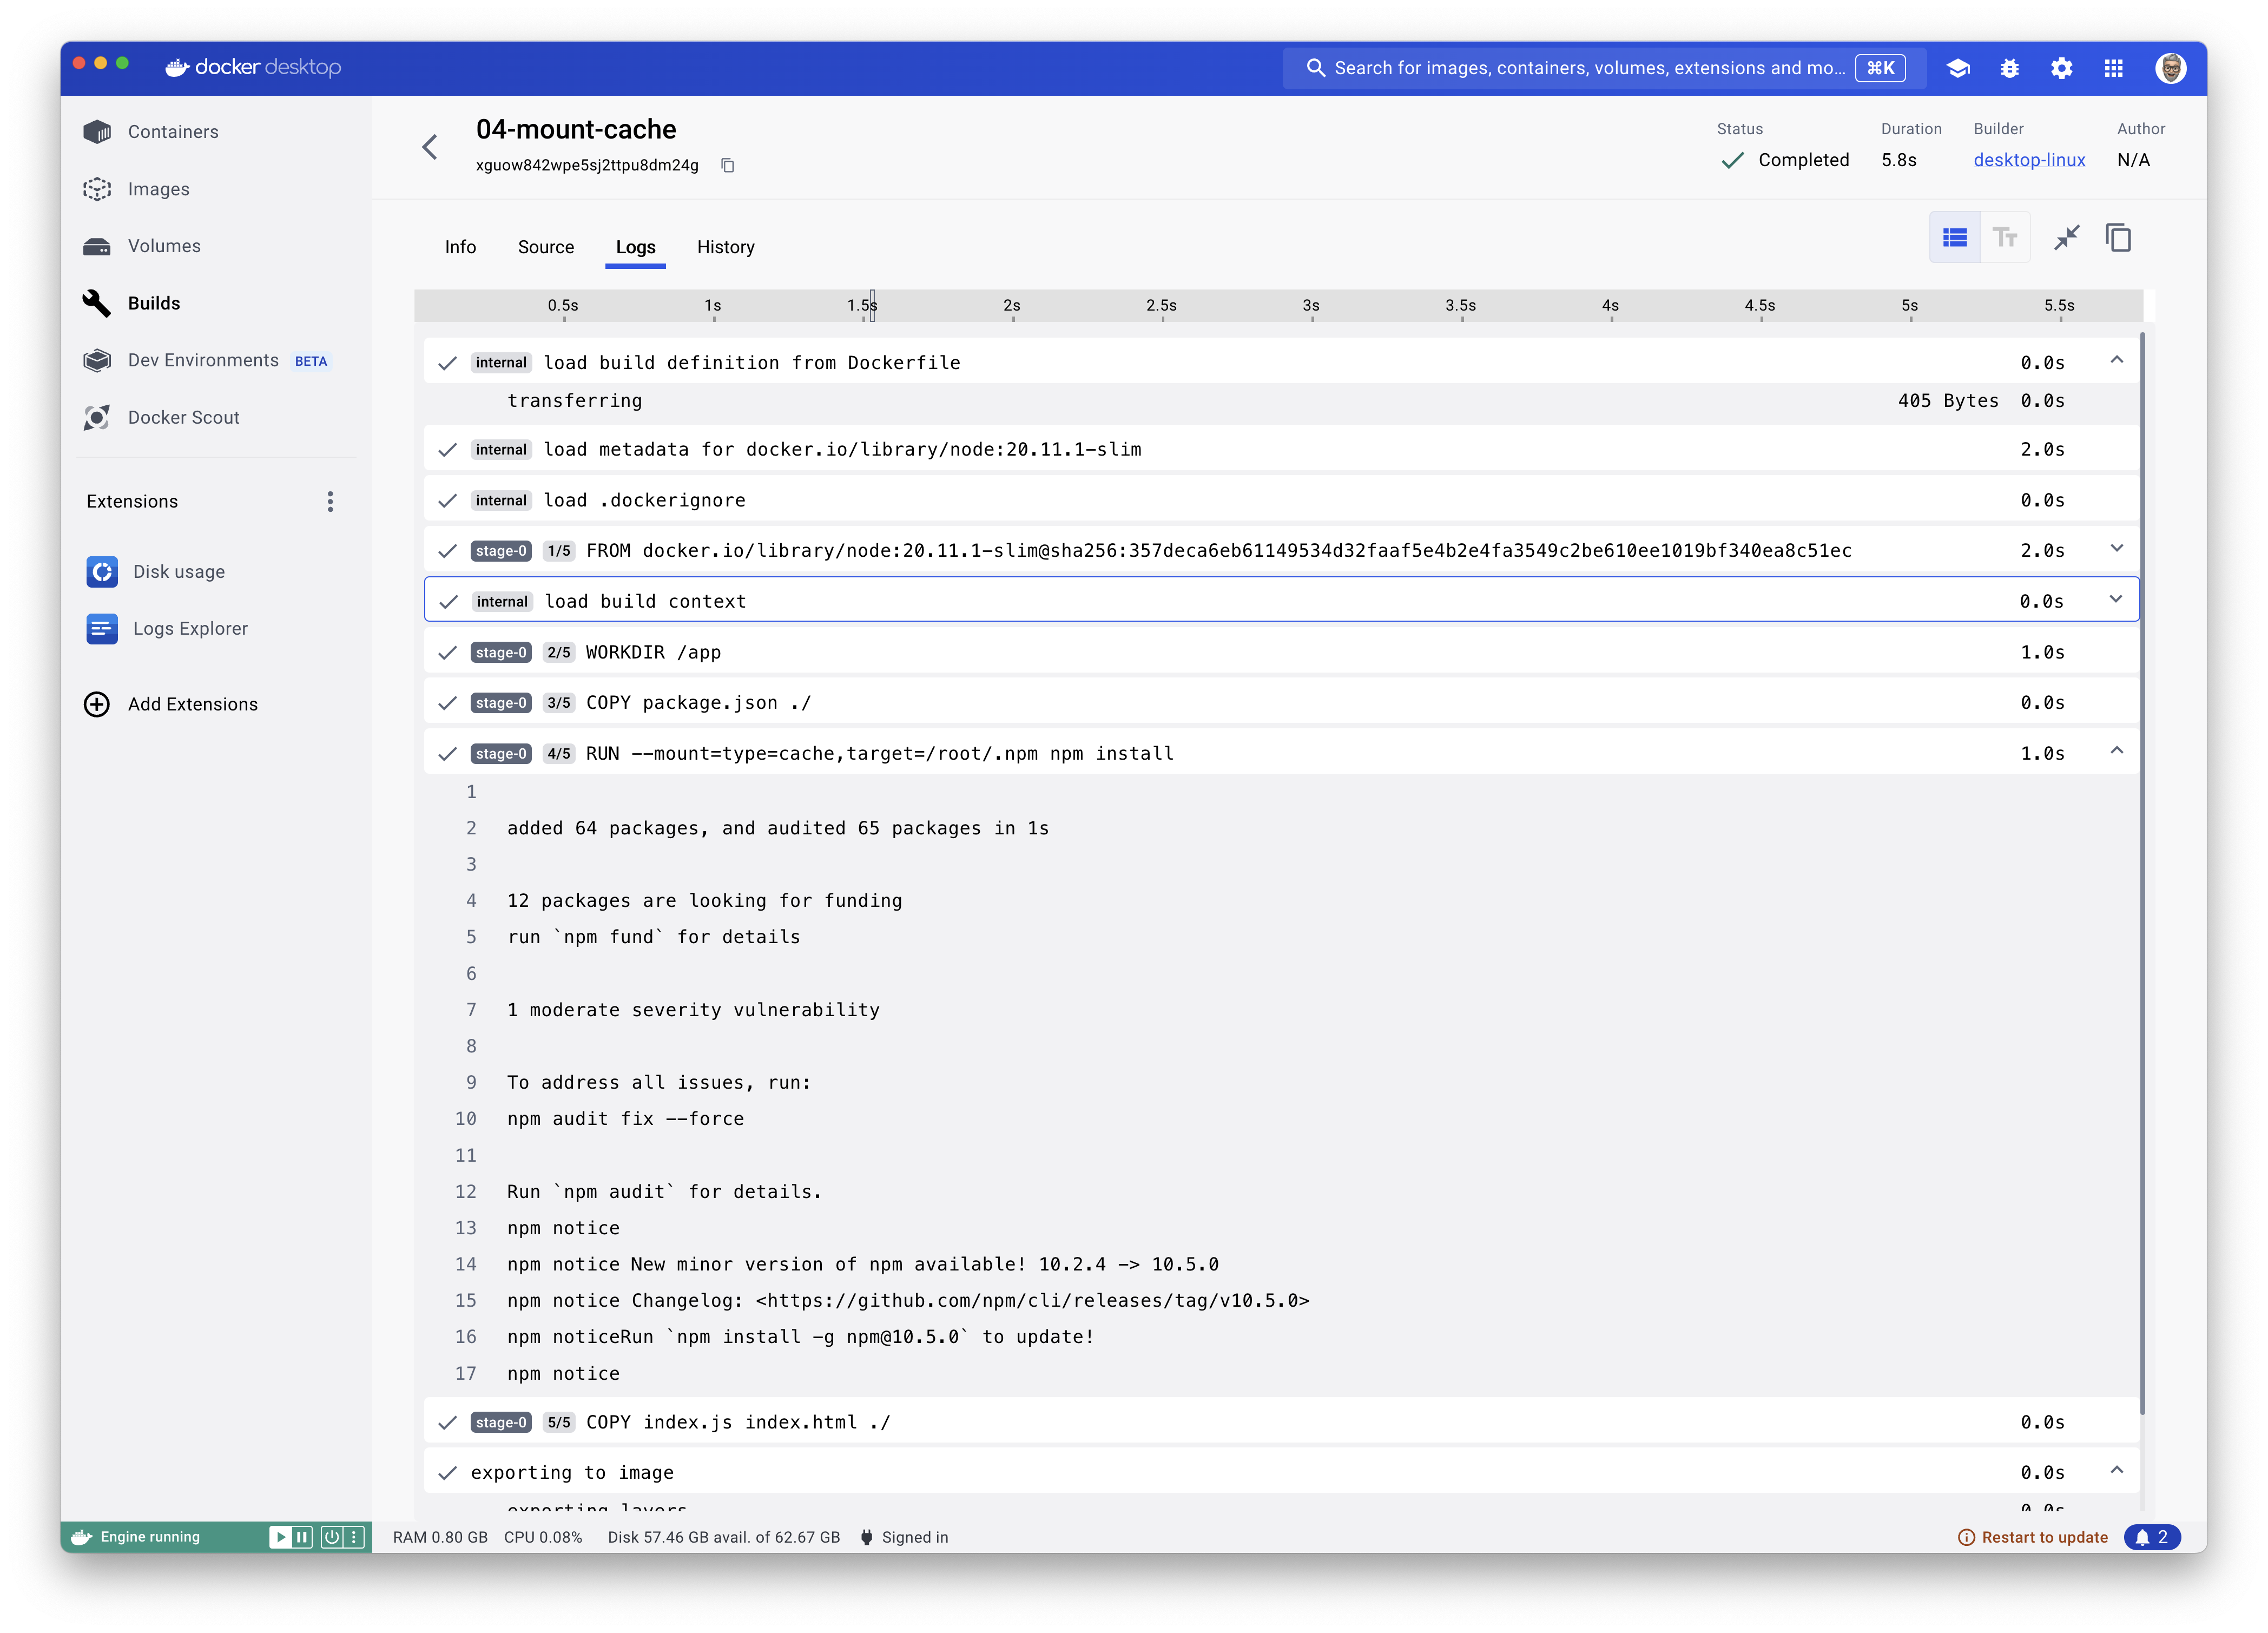 docker desktop
Search for images, containers, volumes, extensions and mo... ⌘K
Containers
Images
Volumes
Builds
Dev Environments BETA
Docker Scout
Extensions
Disk usage
Logs Explorer
Add Extensions
04-mount-cache
xguow842wpe5sj2ttpu8dm24g
Status
Completed
Duration
5.8s
Builder
desktop-linux
Author
N/A
Info Source Logs History
Tт
0.5s 1s 1.5s 2s 2.5s 3s 3.5s 4s 4.5s 5s 5.5s
internal load build definition from Dockerfile 0.0s
transferring 405 Bytes 0.0s
internal load metadata for docker.io/library/node:20.11.1-slim 2.0s
internal load .dockerignore 0.0s
stage-0 1/5 FROM docker.io/library/node:20.11.1-slim@sha256:357deca6eb61149534d32faaf5e4b2e4fa3549c2be610ee1019bf340ea8c51ec 2.0s
internal load build context 0.0s
stage-0 2/5 WORKDIR /app 1.0s
stage-0 3/5 COPY package.json ./ 0.0s
stage-0 4/5 RUN --mount=type=cache,target=/root/.npm npm install 1.0s
1
2 added 64 packages, and audited 65 packages in 1s
3
4 12 packages are looking for funding
5 run `npm fund` for details
6
7 1 moderate severity vulnerability
8
9 To address all issues, run:
10 npm audit fix --force
11
12 Run `npm audit` for details.
13 npm notice
14 npm notice New minor version of npm available! 10.2.4 -> 10.5.0
15 npm notice Changelog: <https://github.com/npm/cli/releases/tag/v10.5.0>
16 npm noticeRun `npm install -g npm@10.5.0` to update!
17 npm notice
stage-0 5/5 COPY index.js index.html ./ 0.0s
exporting to image 0.0s
exporting layers 0.0s
Engine running
RAM 0.80 GB CPU 0.08% Disk 57.46 GB avail. of 62.67 GB Signed in
Restart to update 2